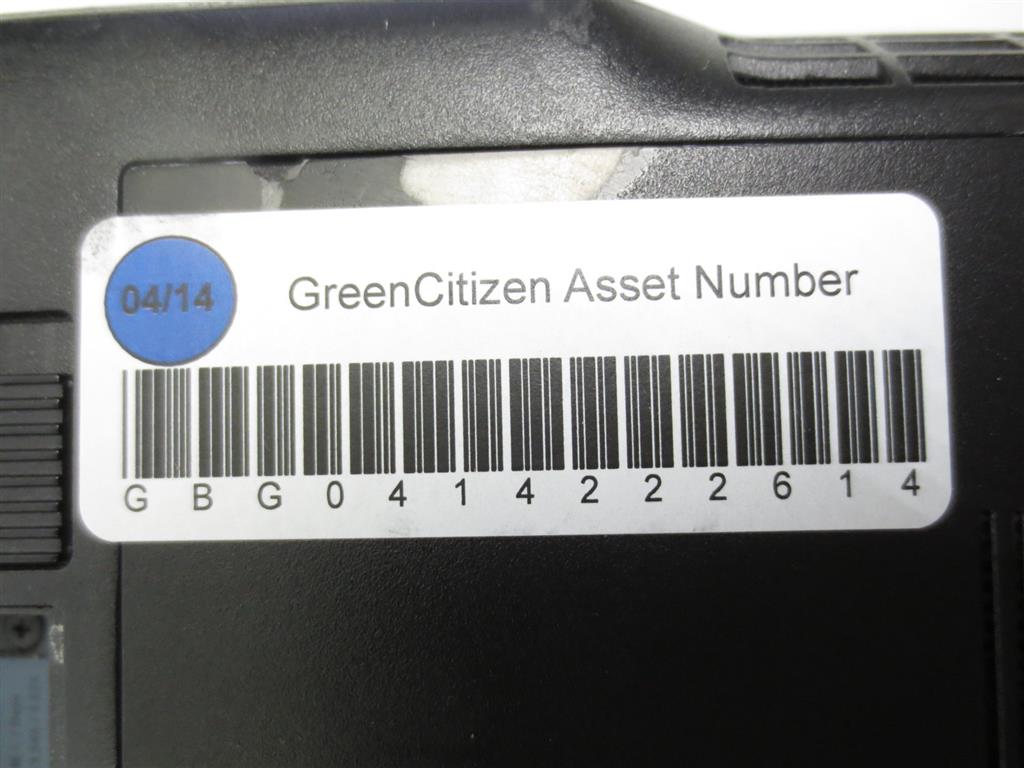 04/14
GreenCitizen Asset Number
G B G 0 4 1 4 2 2 2 6 1 4